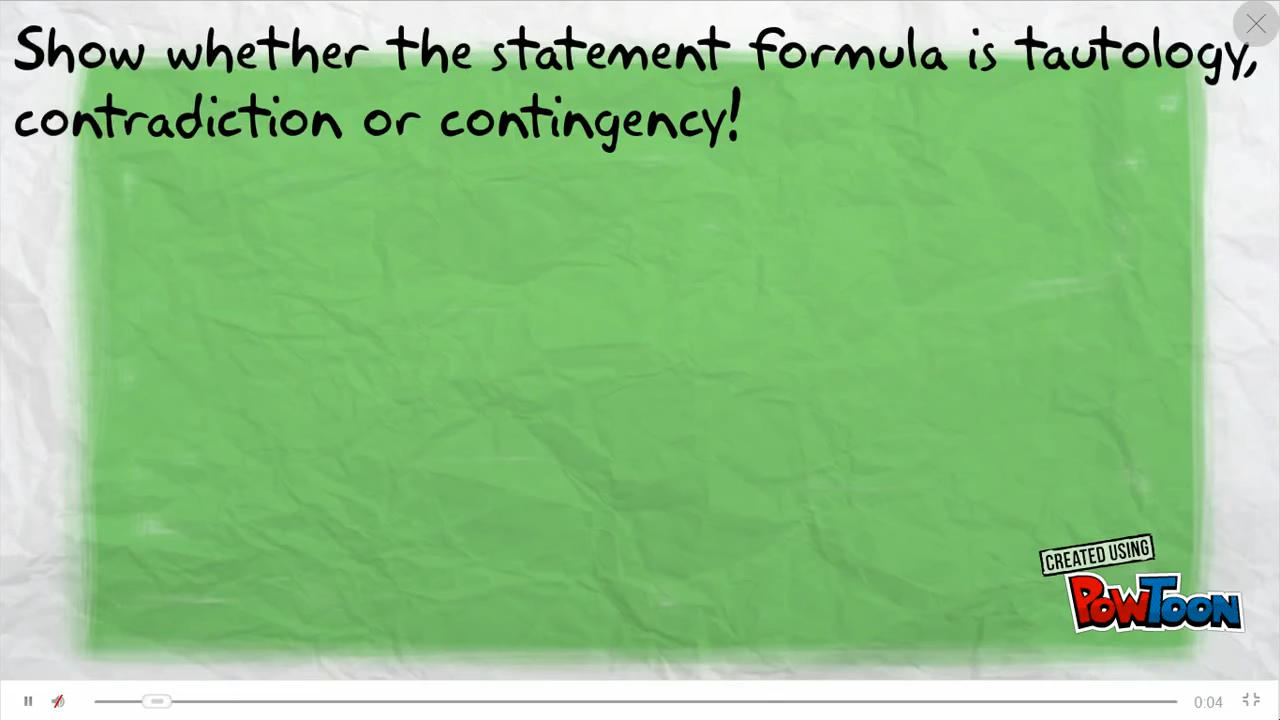 Show whether the statement formula is tautology,
contradiction or contingency!
CREATED USING
POWTOON
0:04